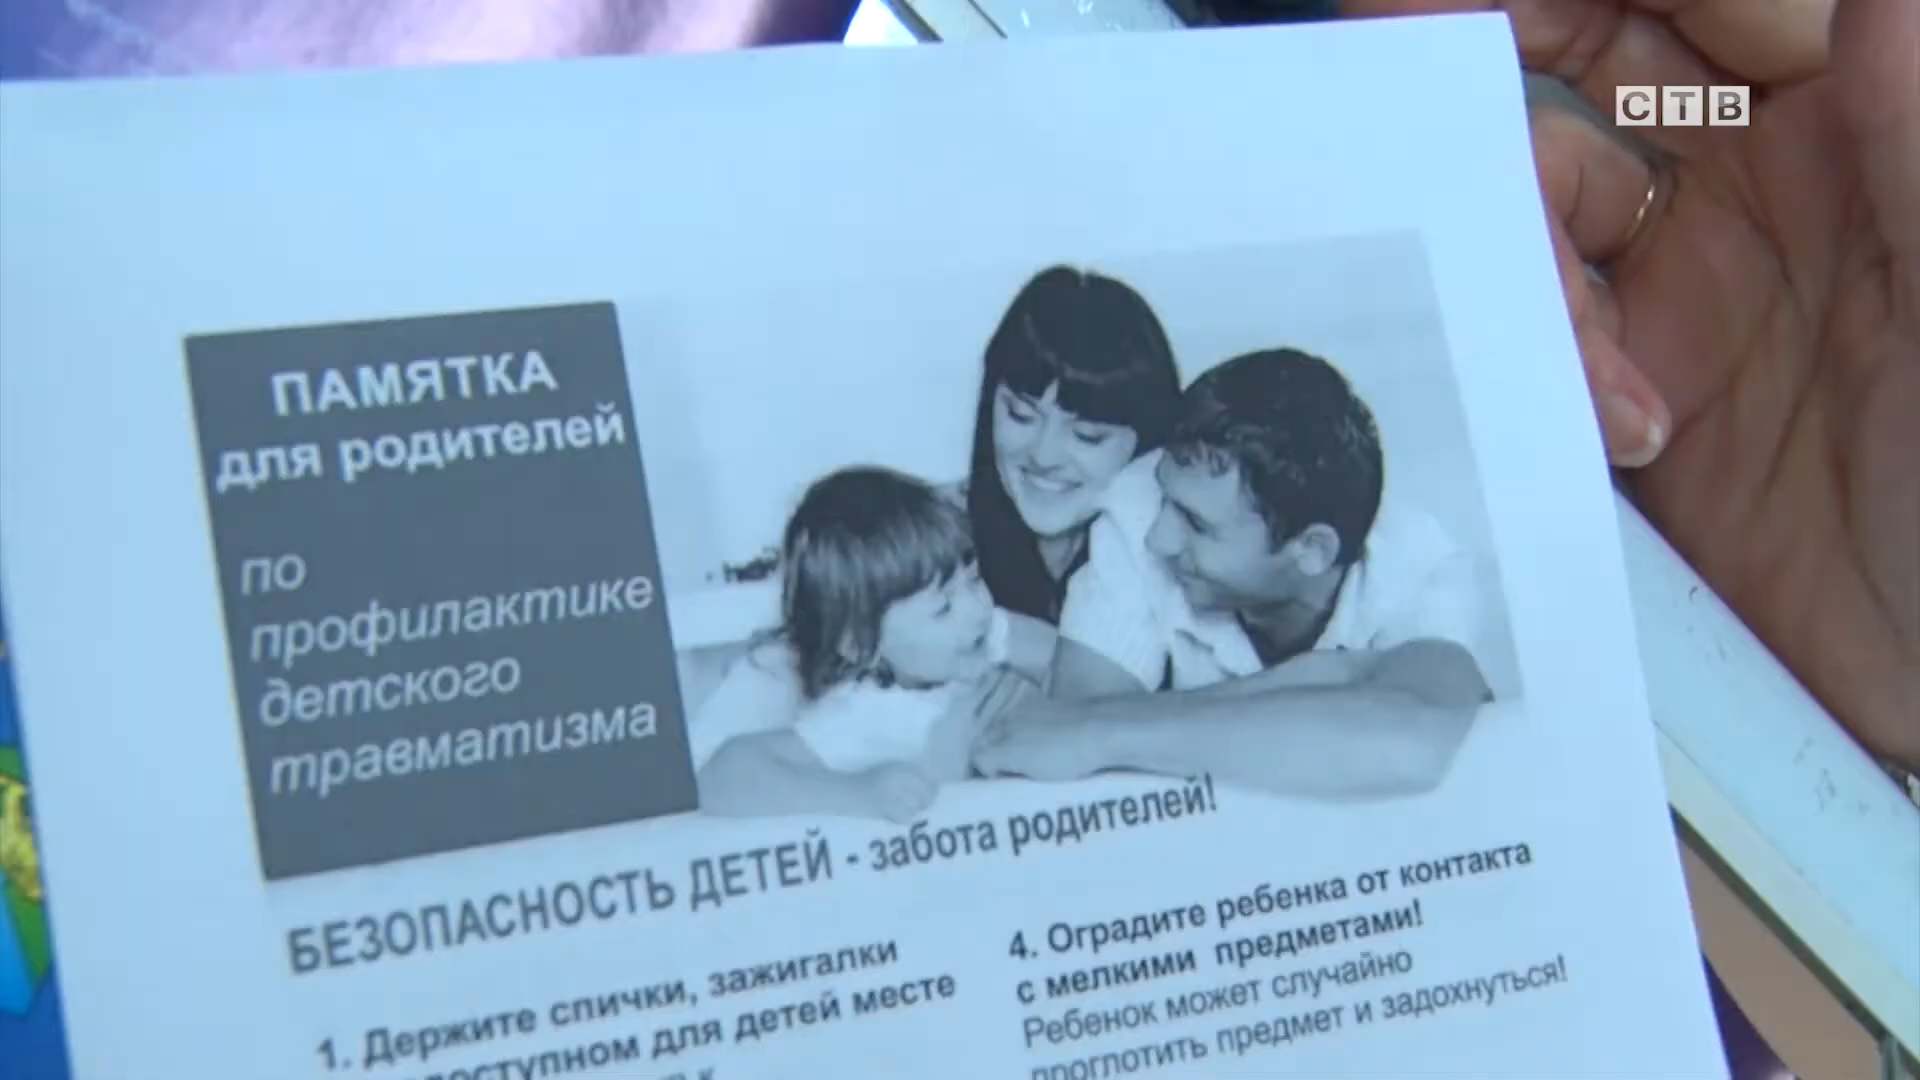 СТВ
ПАМЯТКА
для родителей
по
профилактике
детского
травматизма
БЕЗОПАСНОСТЬ ДЕТЕЙ - забота родителей!
1. Держите спички, зажигалки
для детей месте
4. Оградите ребенка от контакта
с мелкими предметами!
Ребенок может случайно
проглотить предмет и задохнуться!